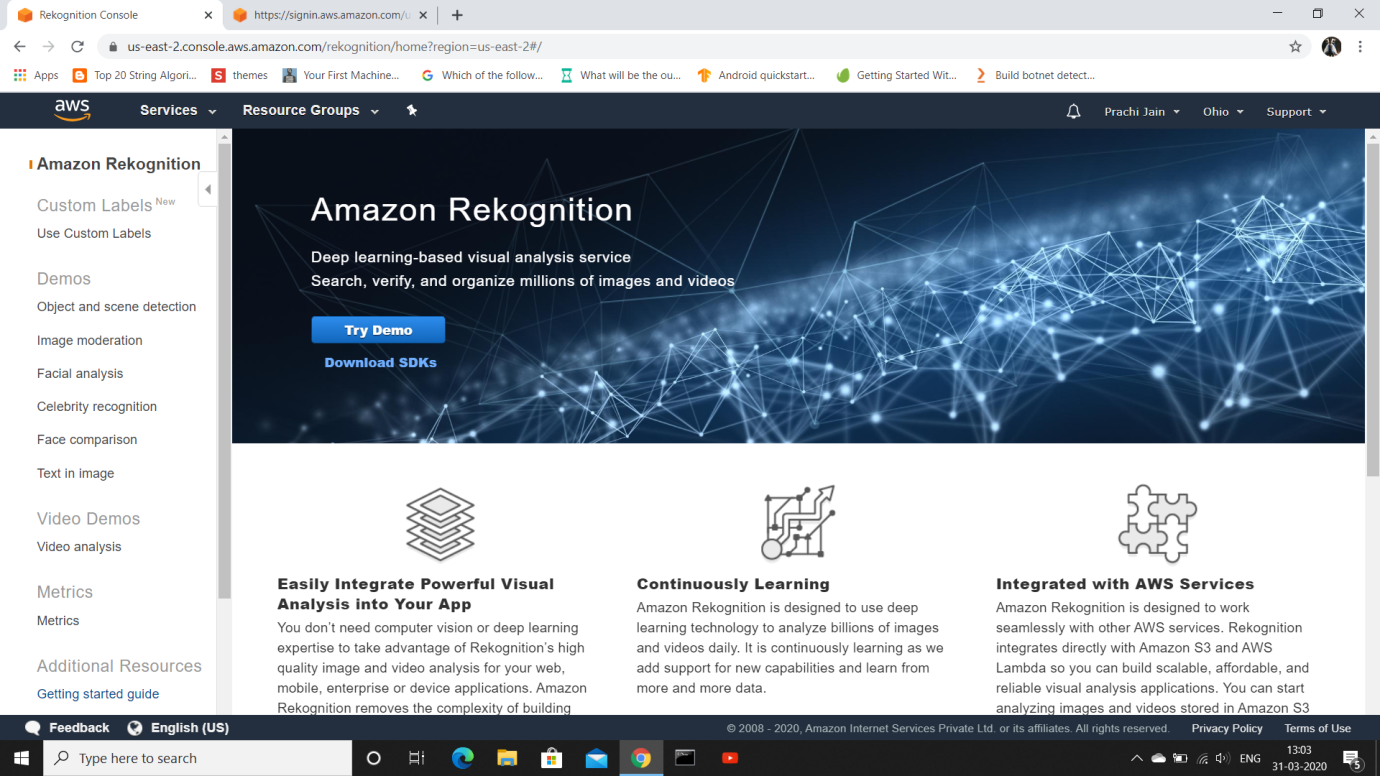 Rekognition Console
https://signin.aws.amazon.com/
us-east-2.console.aws.amazon.com/rekognition/home?region=us-east-2#/
Apps
Top 20 String Algori...
themes
Your First Machine...
Which of the follow...
What will be the ou...
Android quickstart...
Getting Started Wit...
Build botnet detect...
aws
Services
Resource Groups
Prachi Jain
Ohio
Support
Amazon Rekognition
Custom Labels New
Use Custom Labels
Demos
Object and scene detection
Image moderation
Facial analysis
Celebrity recognition
Face comparison
Text in image
Video Demos
Video analysis
Metrics
Metrics
Additional Resources
Getting started guide
Amazon Rekognition
Deep learning-based visual analysis service
Search, verify, and organize millions of images and videos
Try Demo
Download SDKs
Easily Integrate Powerful Visual
Analysis into Your App
You don't need computer vision or deep learning
expertise to take advantage of Rekognition's high
quality image and video analysis for your web,
mobile, enterprise or device applications. Amazon
Rekognition removes the complexity of building
Continuously Learning
Amazon Rekognition is designed to use deep
learning technology to analyze billions of images
and videos daily. It is continuously learning as we
add support for new capabilities and learn from
more and more data.
Integrated with AWS Services
Amazon Rekognition is designed to work
seamlessly with other AWS services. Rekognition
integrates directly with Amazon S3 and AWS
Lambda so you can build scalable, affordable, and
reliable visual analysis applications. You can start
analyzing images and videos stored in Amazon S3
Feedback
English (US)
© 2008 - 2020, Amazon Internet Services Private Ltd. or its affiliates. All rights reserved.
Privacy Policy
Terms of Use
Type here to search
ENG
13:03
31-03-2020
5